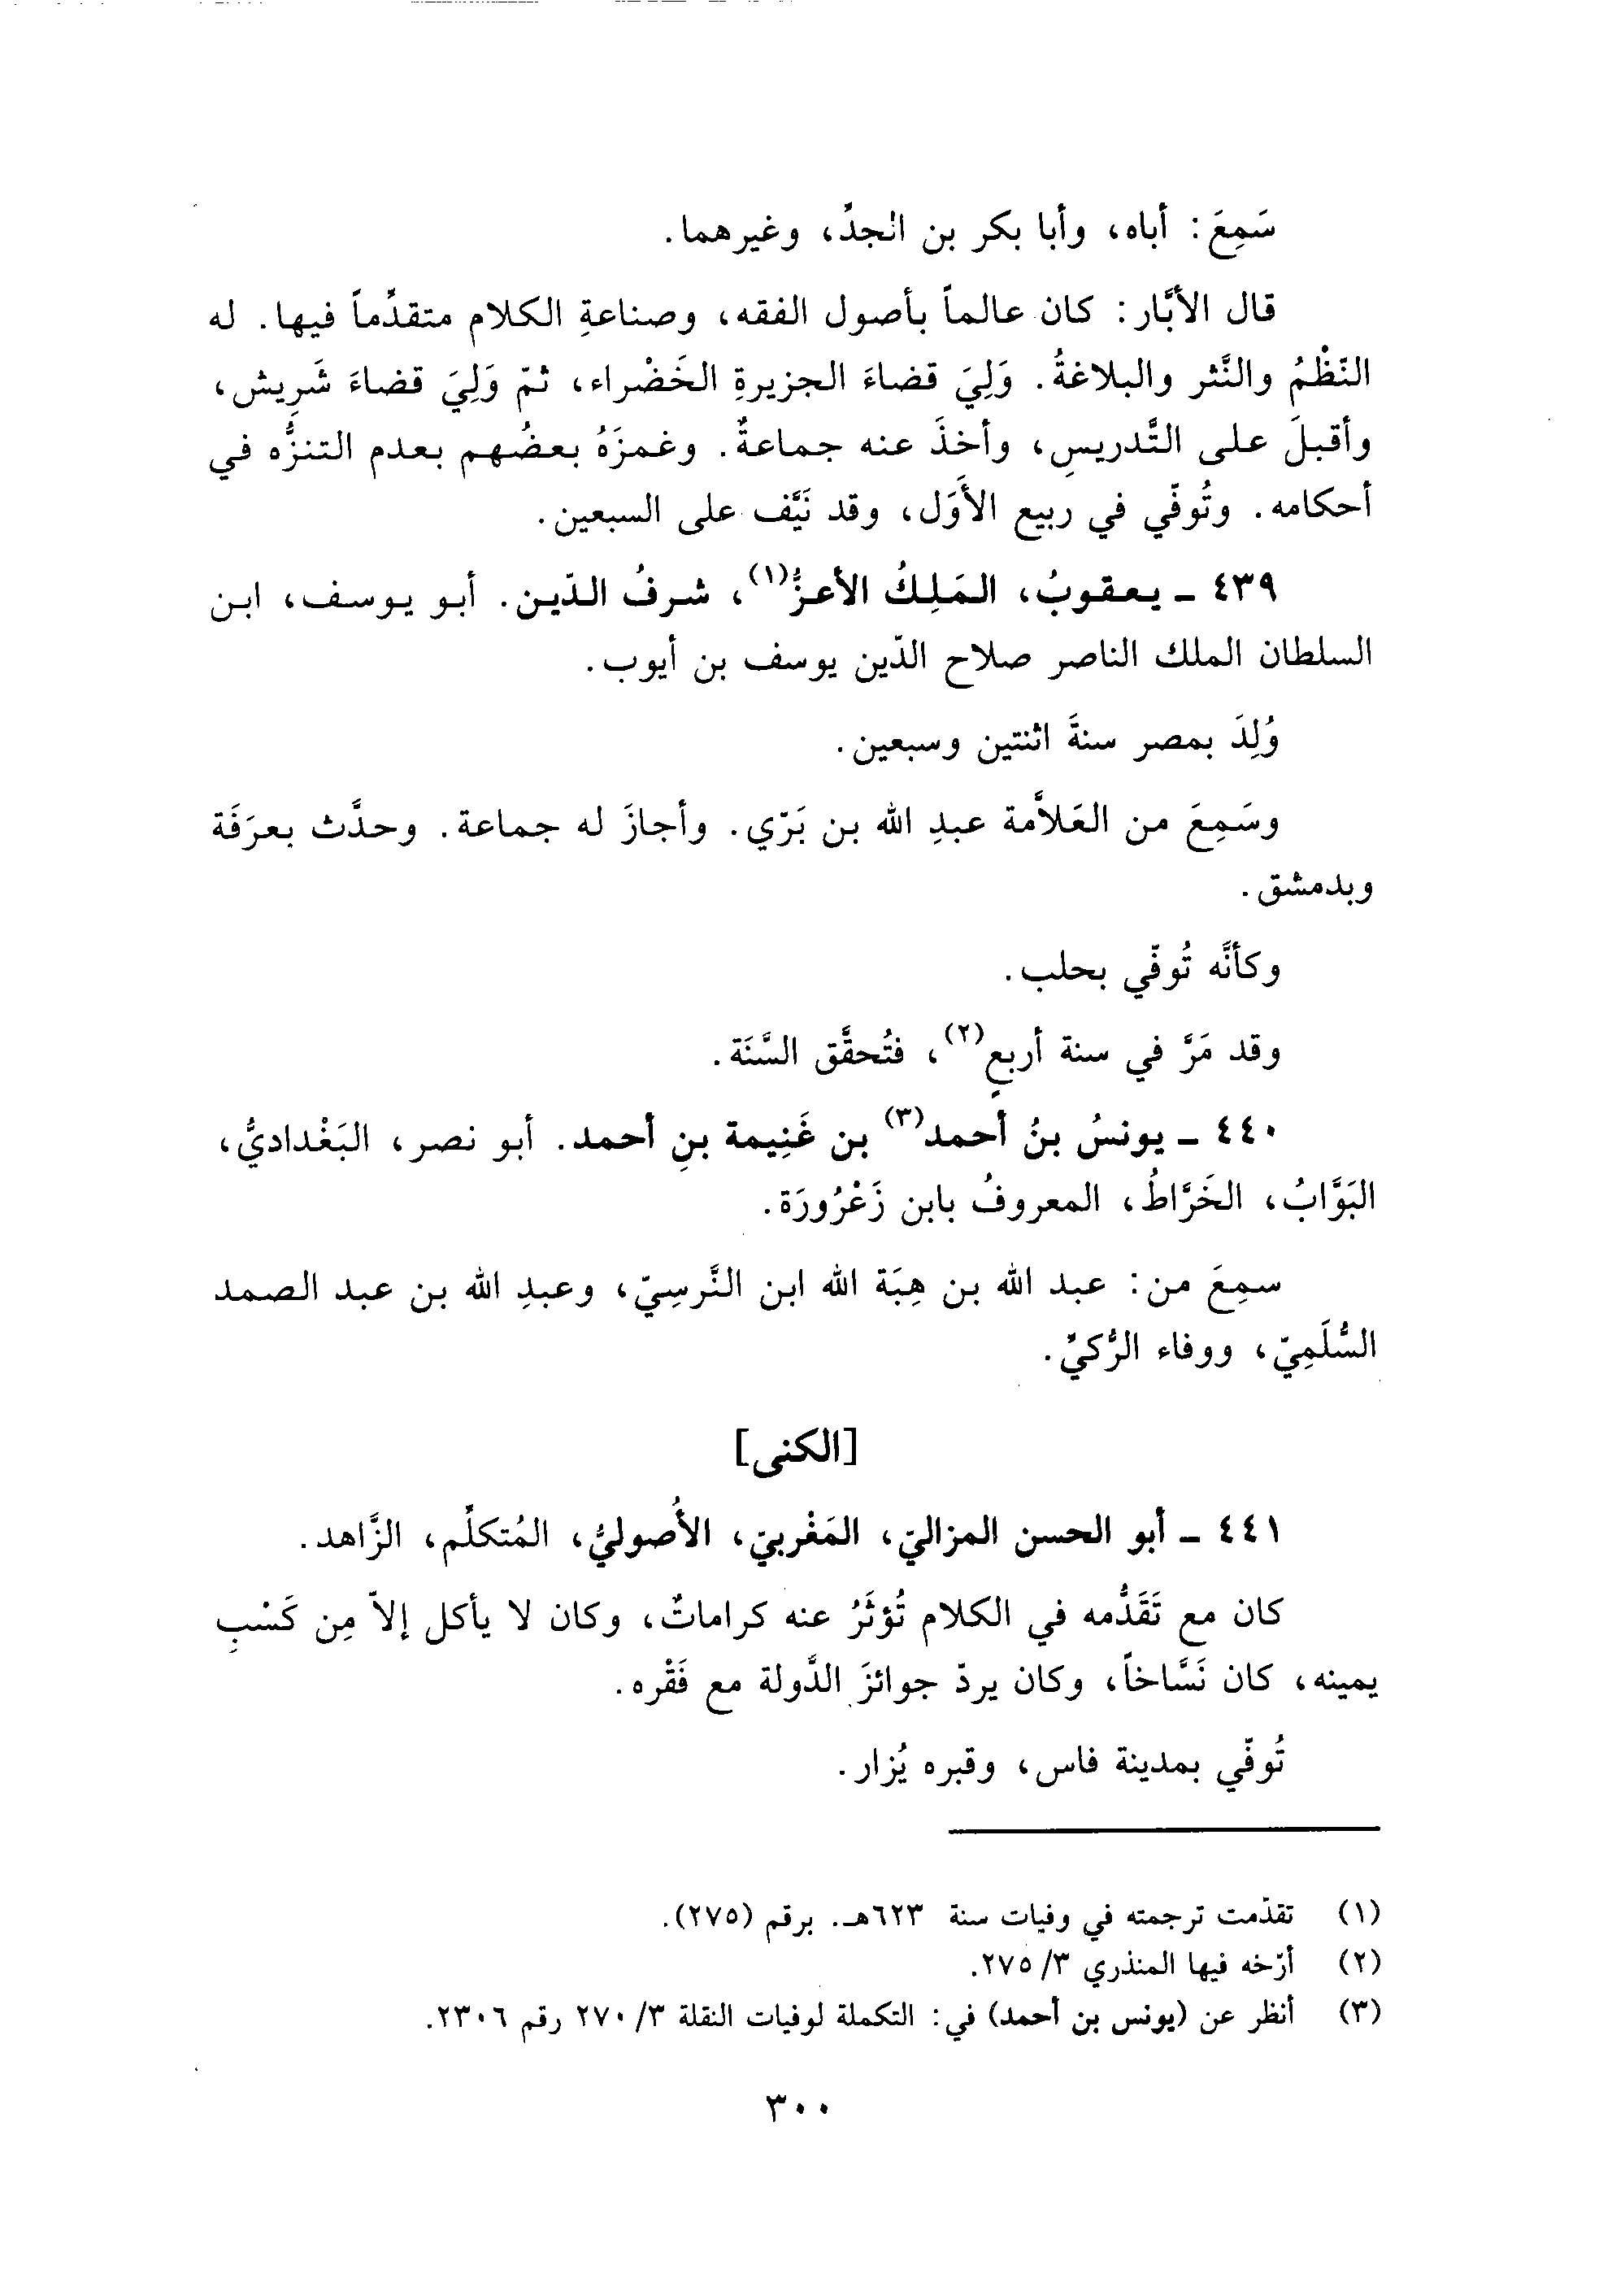 سَمِعَ: أباه، وأبا بكر بن الجدِّ، وغيرهما.
قال الأبَّار: كان عالماً بأصول الفقه، وصناعةِ الكلام متقدِّماً فيها. له
النّظْمُ والنَّثر والبلاغةُ. وَلِيَ قضاءَ الجزيرةِ الخَضْراء، ثمّ وَلِيَ قضاءَ شَرِيش،
وأقبلَ على التَّدريسِ، وأخذَ عنه جماعةٌ. وغمزَهُ بعضُهم بعدم التنزُّه في
أحكامه. وتُوفّي في ربيع الأَوَل، وقد نَيَّف على السبعين.
٤٣٩ ـ يعقوبُ، المَلِكُ الأعزُّ(١)، شرفُ الدّين. أبو يوسف، ابن
السلطان الملك الناصر صلاح الدّين يوسف بن أيوب.
وُلِدَ بمصر سنةَ اثنتين وسبعين.
وسَمِعَ من العَلاَّمة عبدِ الله بن بَرّي. وأجازَ له جماعة. وحدَّث بعرَفَة
وبدمشق.
وكأنَّه تُوفّي بحلب.
وقد مَرَّ في سنة أربعٍ(٢)، فتُحقَّق السَّنَة.
٤٤٠ ـ يونسُ بنُ أحمد(٣) بن غَنِيمة بنِ أحمد. أبو نصر، البَغْداديُّ،
البَوَّابُ، الخَرَّاطُ، المعروفُ بابن زَعْرُورَة.
سمِعَ من: عبد الله بن هِبَة الله ابن النَّرسِيّ، وعبدِ الله بن عبد الصمد
السُّلَمِيّ، ووفاء الرُّكيِّ.
[الكنى]
٤٤١ ـ أبو الحسن المزاليّ، المَغْربيّ، الأُصوليُّ، المُتكلِّم، الزَّاهد.
كان مع تَقَدُّمه في الكلام تُؤثَرُ عنه كراماتٌ، وكان لا يأكل إلاّ مِن كَسْبِ
يمينه، كان نَسَّاخاً، وكان يردّ جوائزَ الدَّولة مع فَقْره.
تُوفّي بمدينة فاس، وقبره يُزار.
(١) تقدّمت ترجمته في وفيات سنة ٦٢٣هـ. برقم (٢٧٥).
(٢) أرّخه فيها المنذري ٣/ ٢٧٥.
(٣) أنظر عن (يونس بن أحمد) في: التكملة لوفيات النقلة ٣/ ٢٧٠ رقم ٢٣٠٦.
٣٠٠